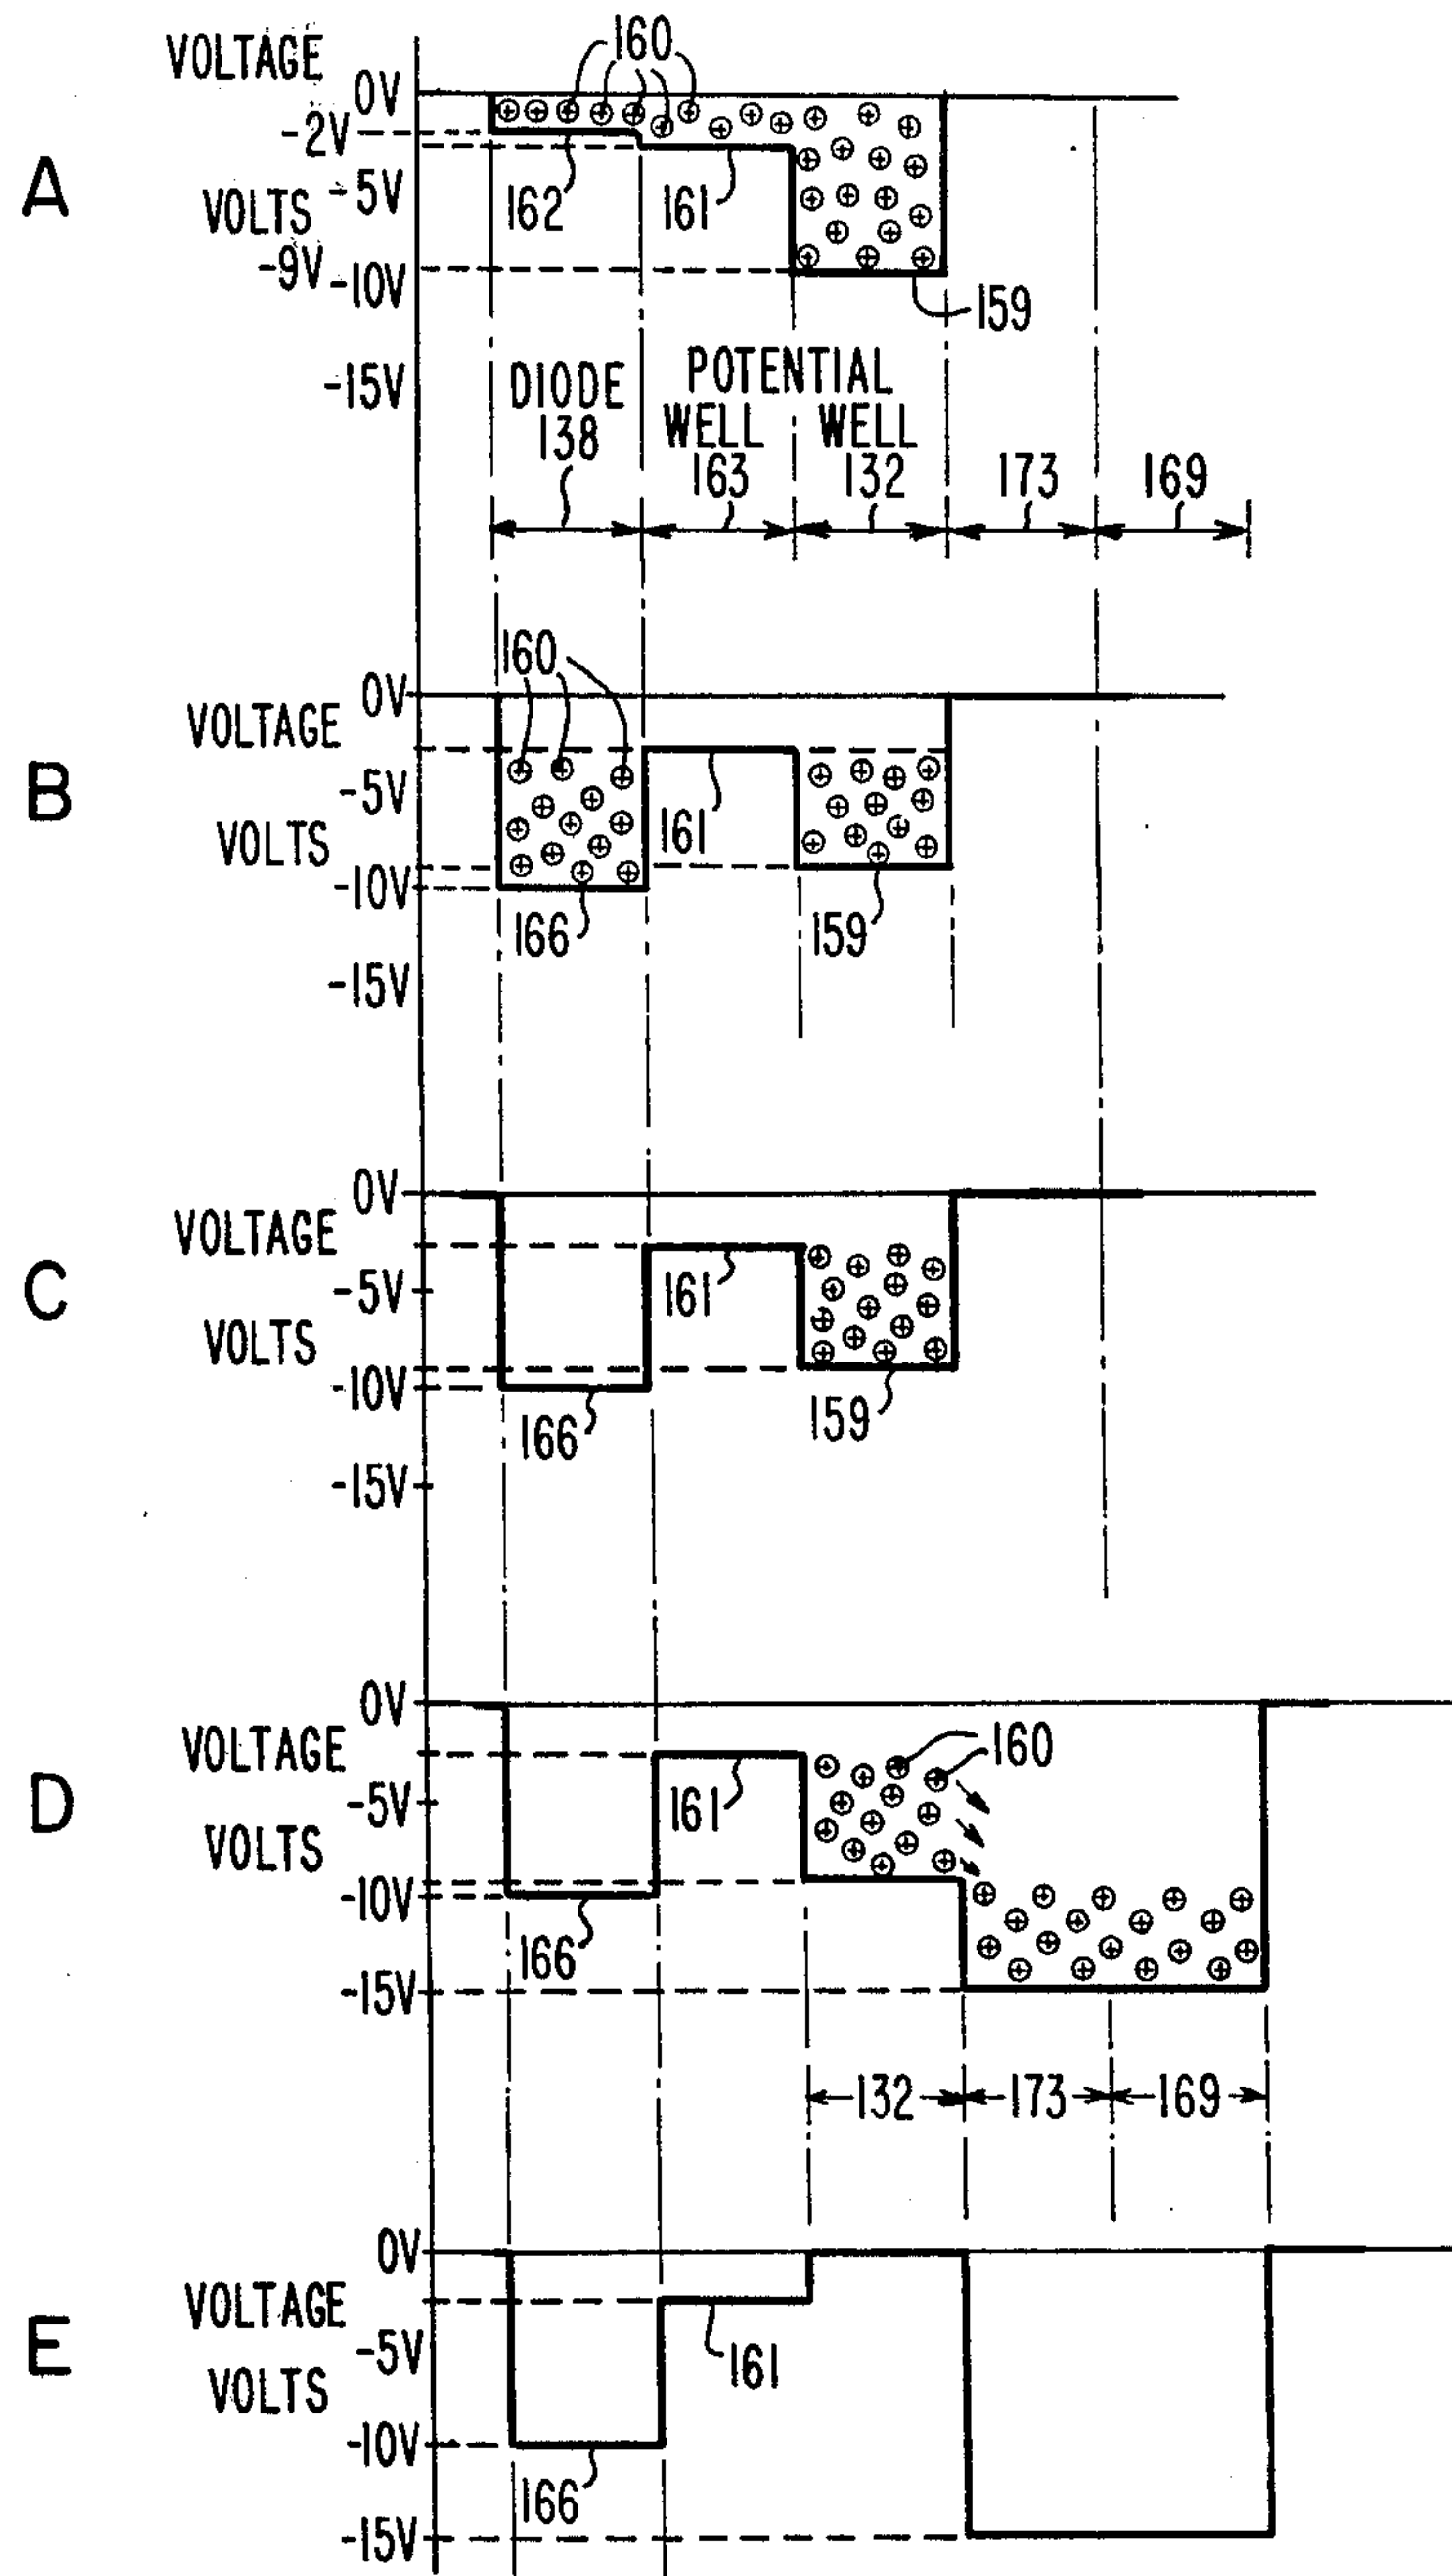 160
VOLTAGE
0V
-2V
A
-5V
VOLTS
162
161
-9V
-10V
159
-15V
DIODE
138
POTENTIAL
WELL WELL
163 132 173 169
160
0V
VOLTAGE
B
-5V
161
VOLTS
-10V
166
159
-15V
0V
VOLTAGE
C
-5V
161
VOLTS
-10V
166
159
-15V
0V
VOLTAGE
160
D
-5V
161
VOLTS
-10V
166
-15V
132 173 169
0V
VOLTAGE
E
-5V
161
VOLTS
-10V
166
-15V